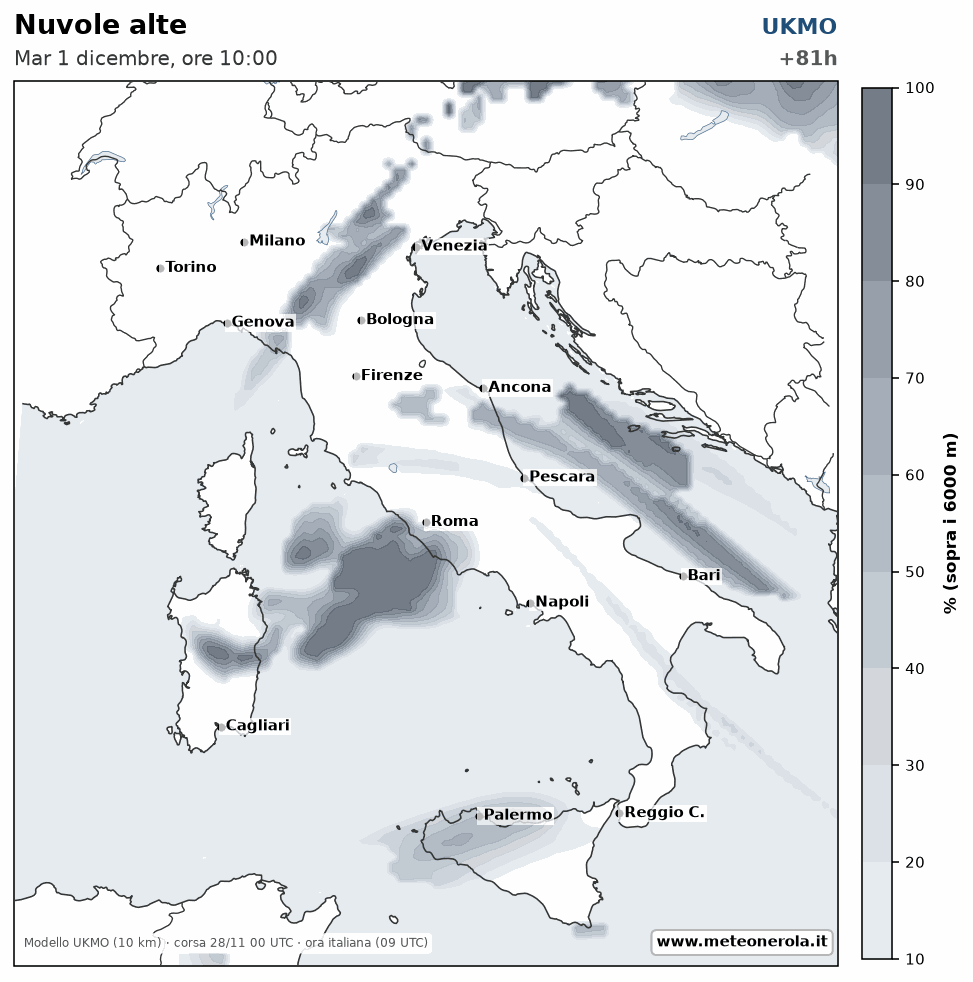 Nuvole alte
UKMO
Mar 1 dicembre, ore 10:00
+81h
Milano
Venezia
Torino
Genova
Bologna
Firenze
Ancona
Pescara
Roma
Bari
Napoli
Cagliari
Palermo
Reggio C.
Modello UKMO (10 km) · corsa 28/11 00 UTC · ora italiana (09 UTC)
www.meteonerola.it
100
90
80
70
60
50
40
30
20
10
% (sopra i 6000 m)